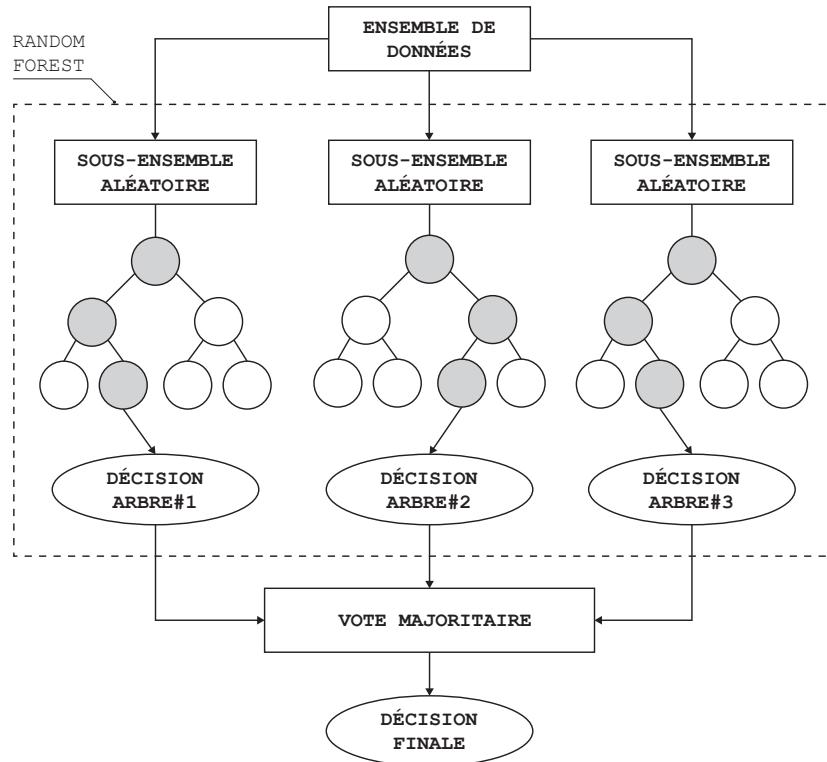 ENSEMBLE DE
DONNÉES
RANDOM
FOREST
SOUS-ENSEMBLE
ALÉATOIRE
SOUS-ENSEMBLE
ALÉATOIRE
SOUS-ENSEMBLE
ALÉATOIRE
DÉCISION
ARBRE#1
DÉCISION
ARBRE#2
DÉCISION
ARBRE#3
VOTE MAJORITAIRE
DÉCISION
FINALE